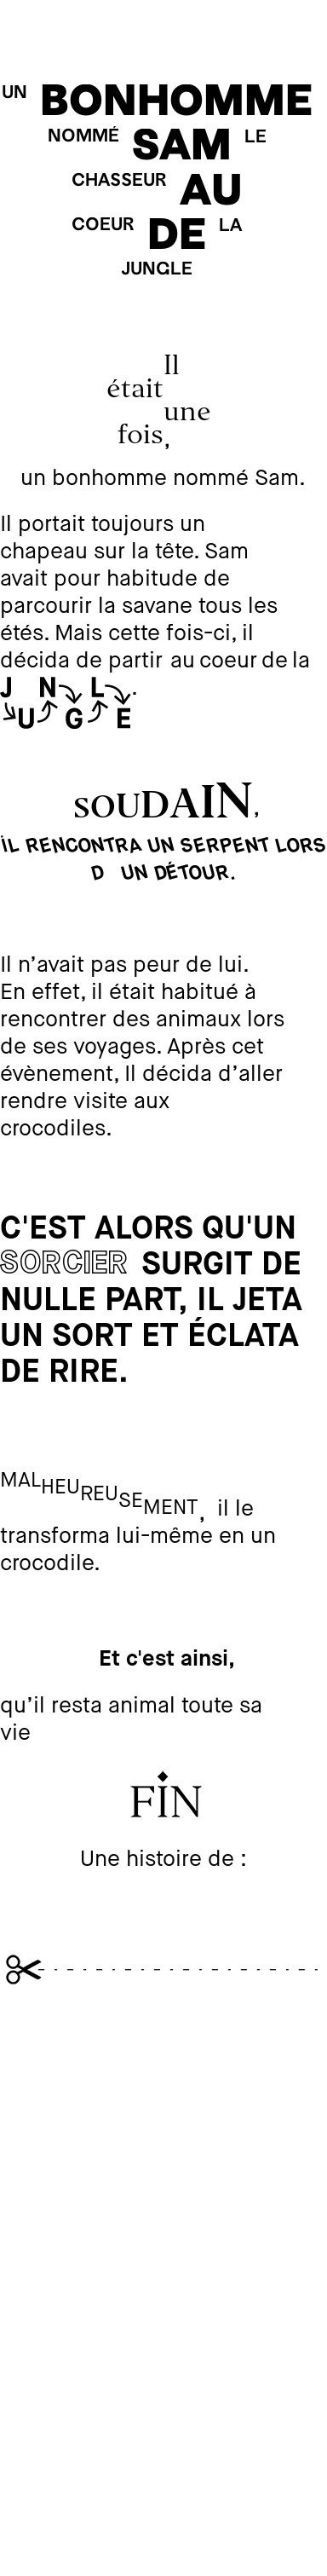 UN BONHOMME
NOMMÉ SAM LE
CHASSEUR AU
COEUR DE LA
JUNGLE
Il
était
une
fois,
un bonhomme nommé Sam.
Il portait toujours un
chapeau sur la tête. Sam
avait pour habitude de
parcourir la savane tous les
étés. Mais cette fois-ci, il
décida de partir au coeur de la
JUNGLE.
SOUDAIN,
IL RENCONTRA UN SERPENT LORS
D UN DÉTOUR.
Il n’avait pas peur de lui.
En effet, il était habitué à
rencontrer des animaux lors
de ses voyages. Après cet
évènement, Il décida d’aller
rendre visite aux
crocodiles.
C'EST ALORS QU'UN
SORCIER SURGIT DE
NULLE PART, IL JETA
UN SORT ET ÉCLATA
DE RIRE.
MALHEUREUSEMENT, il le
transforma lui-même en un
crocodile.
Et c'est ainsi,
qu’il resta animal toute sa
vie
FIN
Une histoire de :